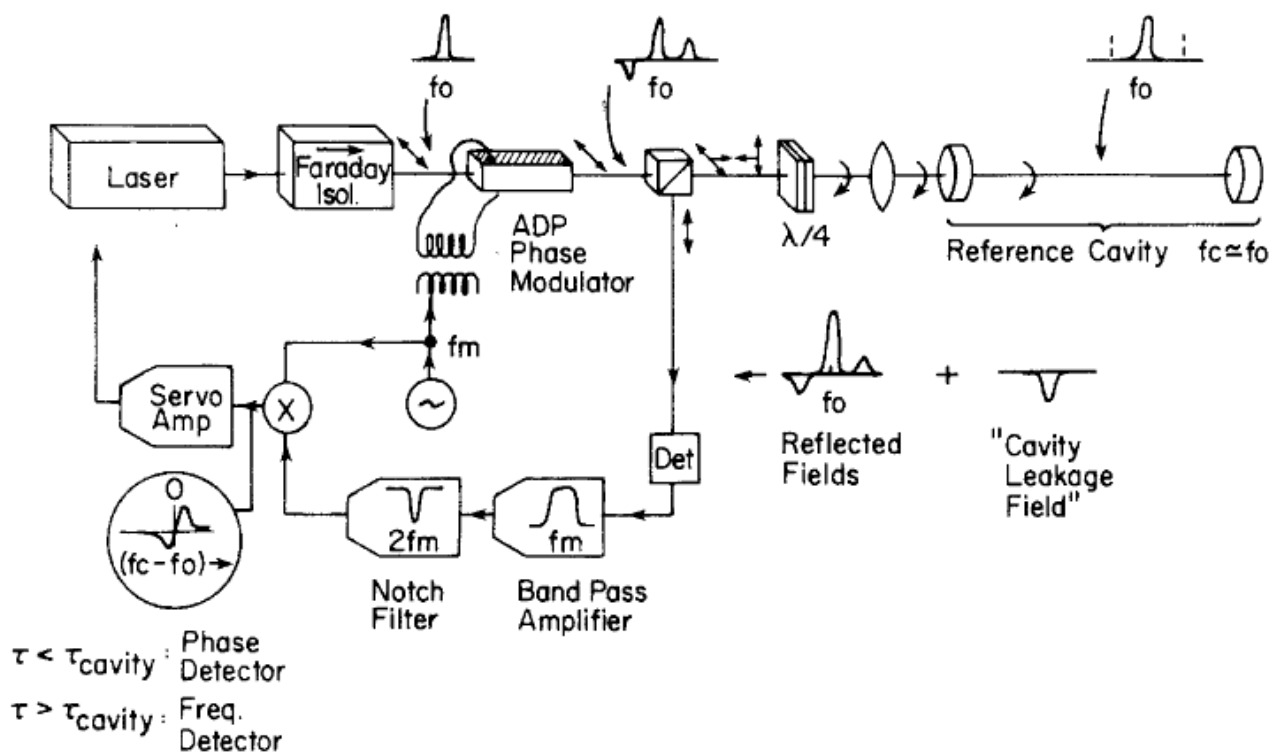 fo
fo
fo
Laser
Faraday
Isol.
ADP
Phase
Modulator
λ/4
Reference Cavity fc≃fo
fm
~
X
Servo
Amp
O
(fc-fo)→
2fm
Notch
Filter
fm
Band Pass
Amplifier
Det
fo
Reflected
Fields
+
"Cavity
Leakage
Field"
τ < τcavity : Phase
Detector
τ > τcavity : Freq.
Detector